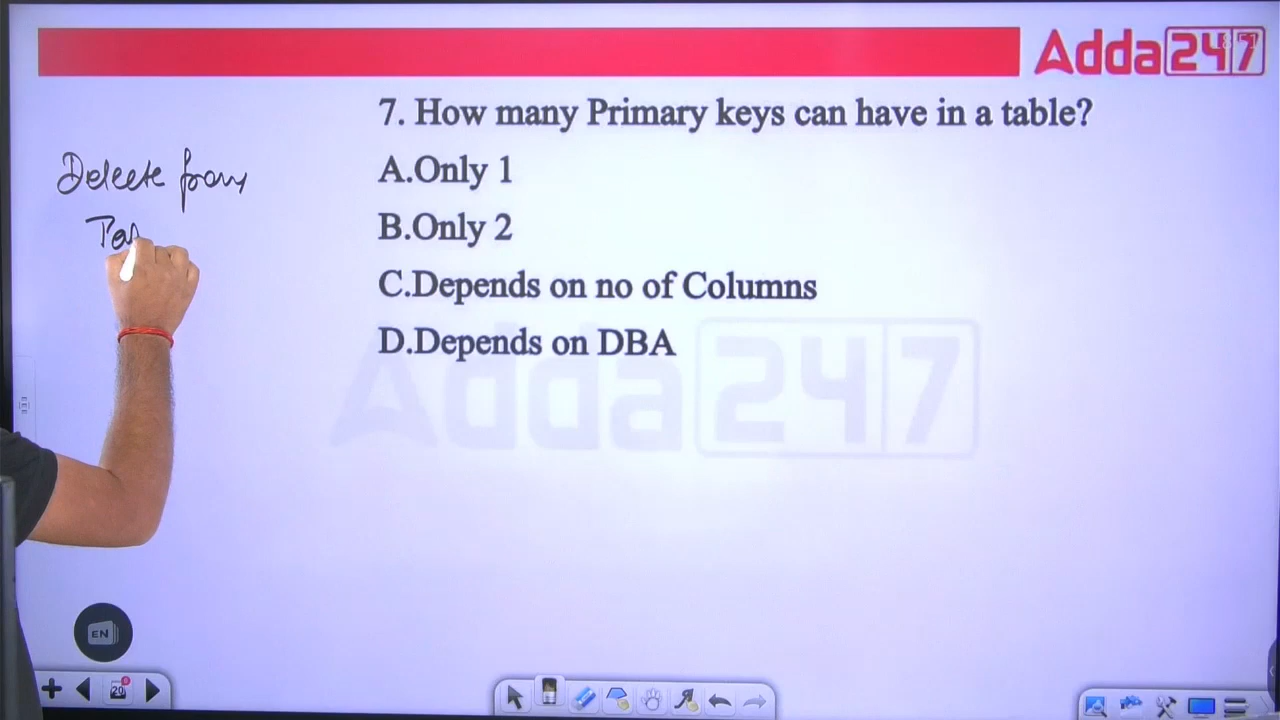 Adda247
7. How many Primary keys can have in a table?
Delete from
A.Only 1
B.Only 2
C.Depends on no of Columns
D.Depends on DBA
Adda247
EN
20